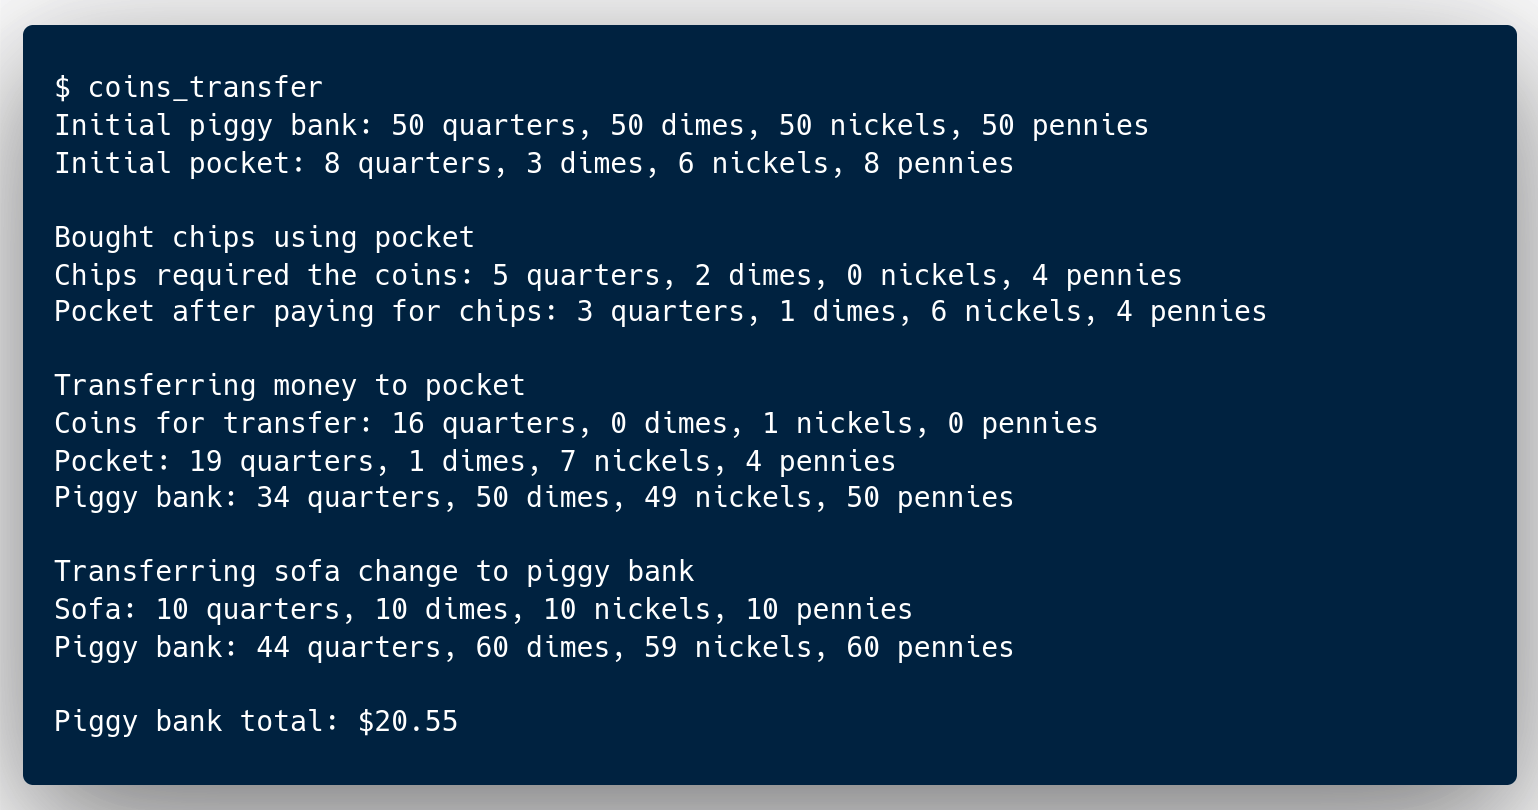 $ coins_transfer
Initial piggy bank: 50 quarters, 50 dimes, 50 nickels, 50 pennies
Initial pocket: 8 quarters, 3 dimes, 6 nickels, 8 pennies
Bought chips using pocket
Chips required the coins: 5 quarters, 2 dimes, 0 nickels, 4 pennies
Pocket after paying for chips: 3 quarters, 1 dimes, 6 nickels, 4 pennies
Transferring money to pocket
Coins for transfer: 16 quarters, 0 dimes, 1 nickels, 0 pennies
Pocket: 19 quarters, 1 dimes, 7 nickels, 4 pennies
Piggy bank: 34 quarters, 50 dimes, 49 nickels, 50 pennies
Transferring sofa change to piggy bank
Sofa: 10 quarters, 10 dimes, 10 nickels, 10 pennies
Piggy bank: 44 quarters, 60 dimes, 59 nickels, 60 pennies
Piggy bank total: $20.55